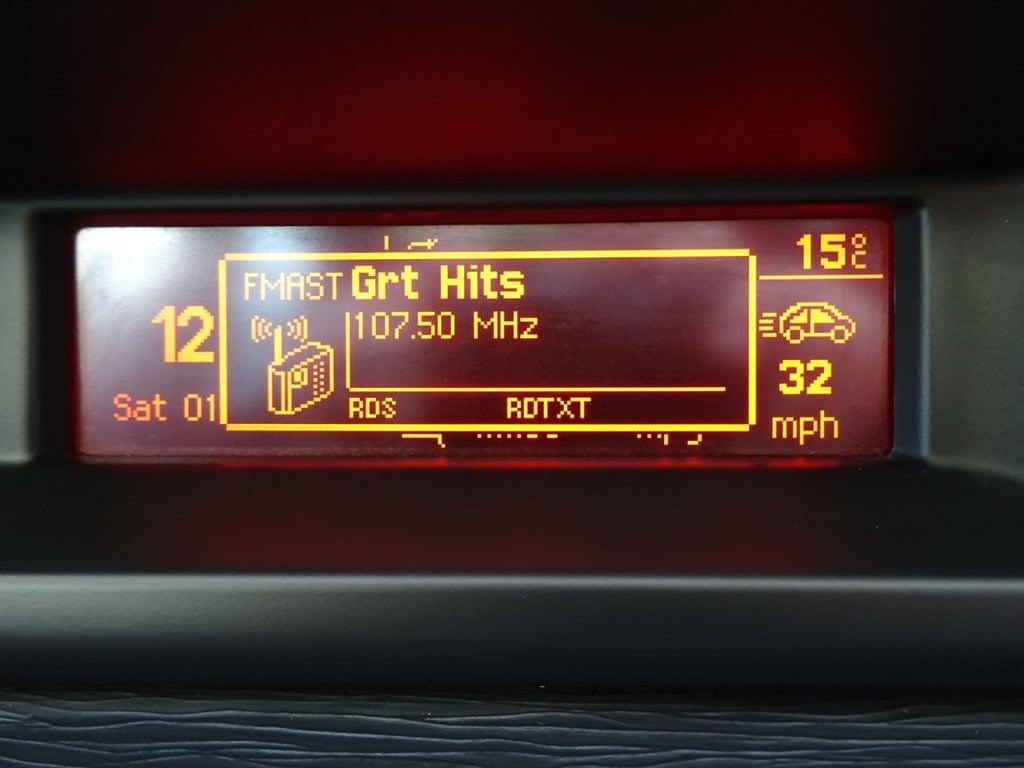 15°C
FMAST Grt Hits
12
107.50 MHz
32
Sat 01
RDS RDTXT
mph